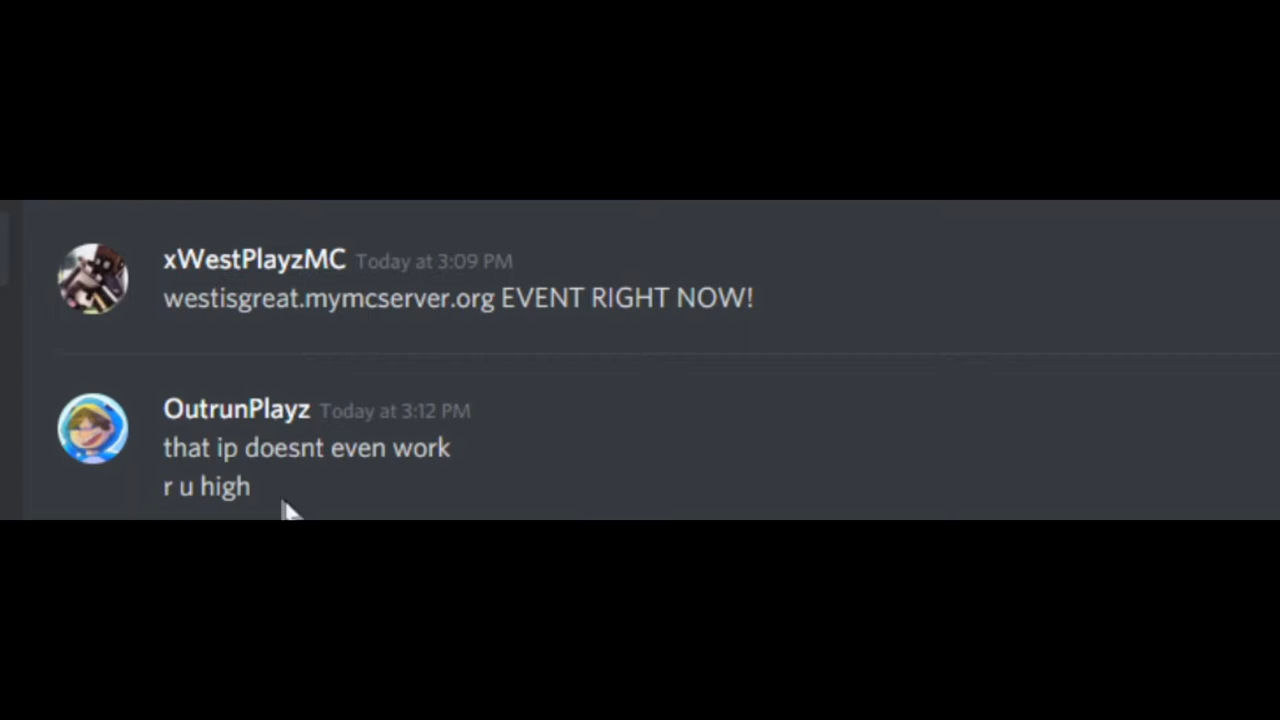 xWestPlayzMC Today at 3:09 PM
westisgreat.mymcserver.org EVENT RIGHT NOW!
OutrunPlayz Today at 3:12 PM
that ip doesnt even work
r u high